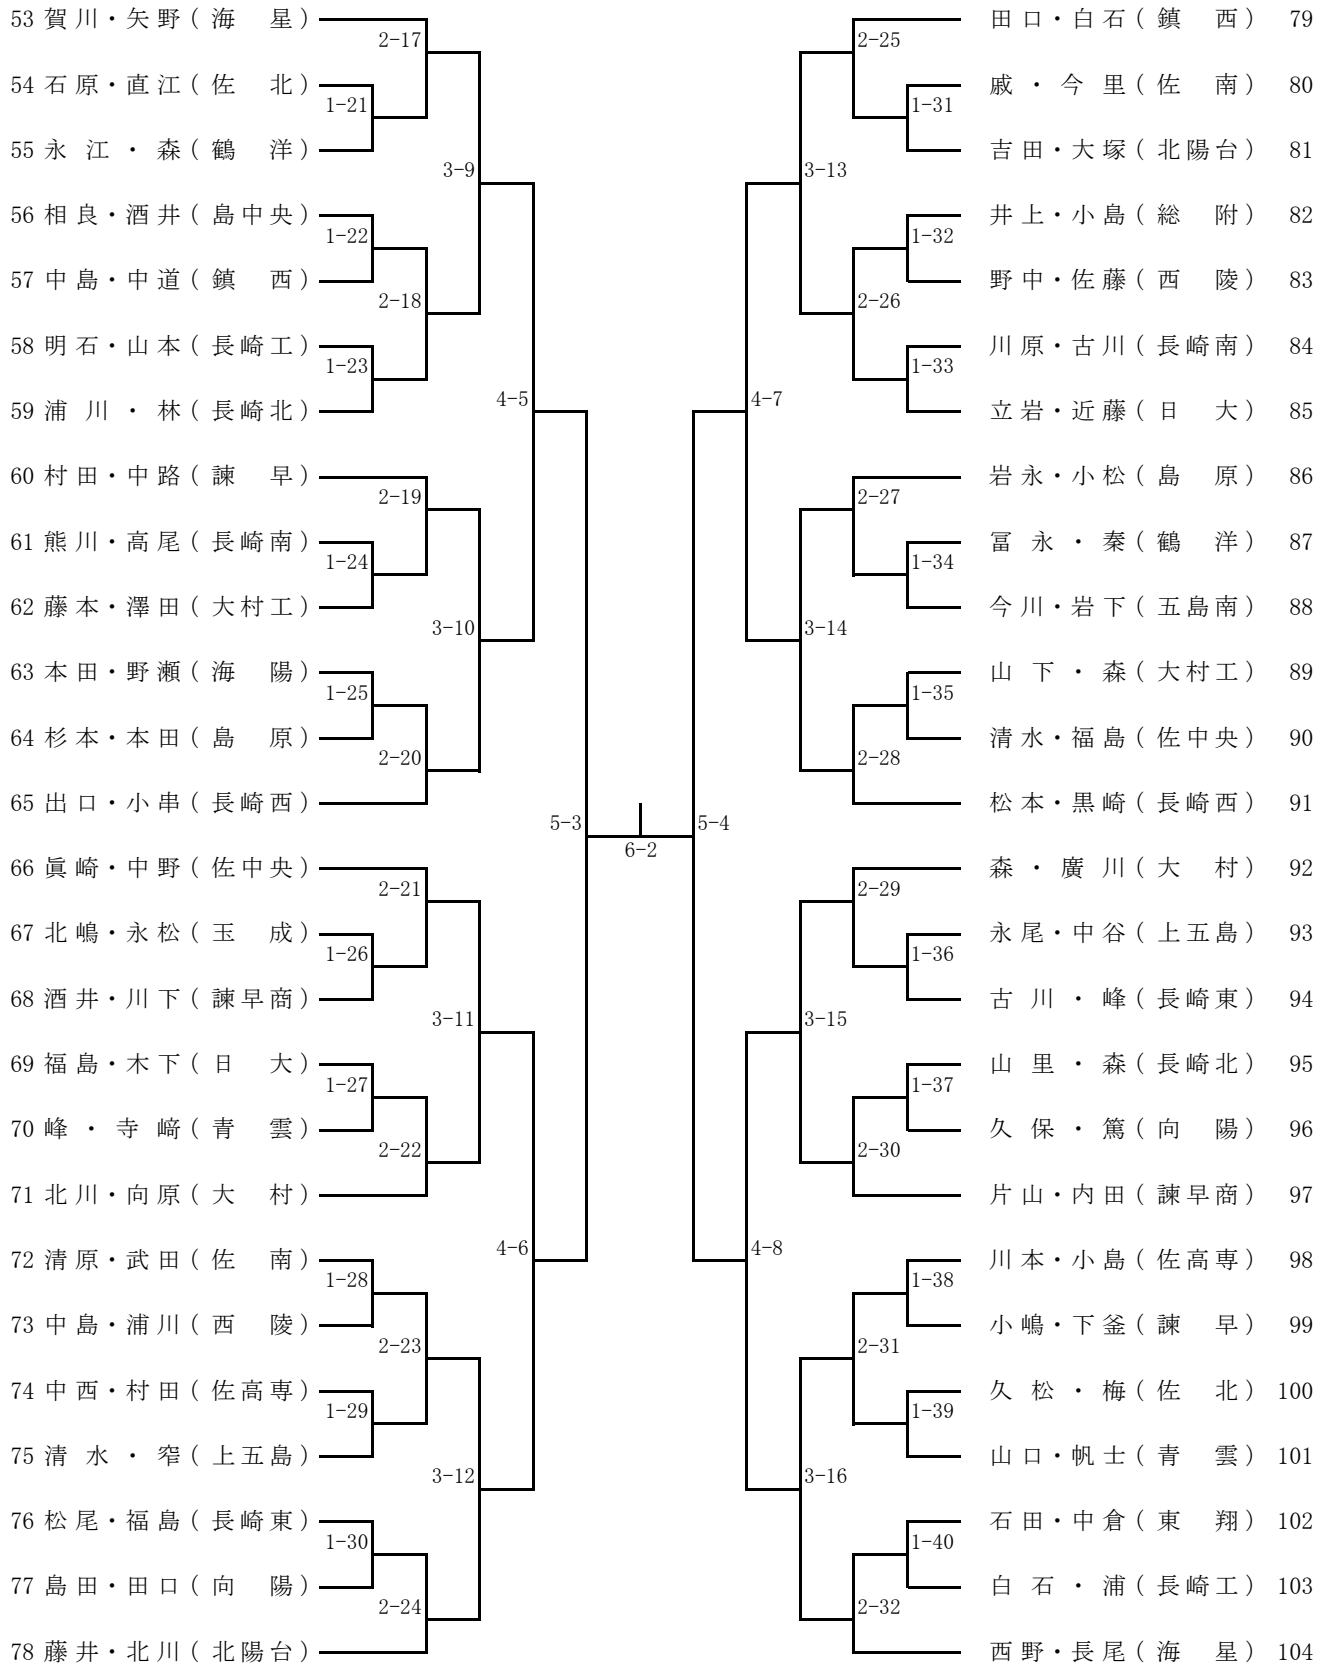 53 賀川・矢野(海　星)
2-17
54 石原・直江(佐　北)
1-21
55 永江・森(鶴　洋)
3-9
56 相良・酒井(島中央)
1-22
57 中島・中道(鎮　西)
2-18
58 明石・山本(長崎工)
1-23
59 浦川・林(長崎北)
4-5
60 村田・中路(諫　早)
2-19
61 熊川・高尾(長崎南)
1-24
62 藤本・澤田(大村工)
3-10
63 本田・野瀬(海　陽)
1-25
64 杉本・本田(島　原)
2-20
65 出口・小串(長崎西)
5-3
66 眞崎・中野(佐中央)
2-21
67 北嶋・永松(玉　成)
1-26
68 酒井・川下(諫早商)
3-11
69 福島・木下(日　大)
1-27
70 峰・寺﨑(青　雲)
2-22
71 北川・向原(大　村)
4-6
72 清原・武田(佐　南)
1-28
73 中島・浦川(西　陵)
2-23
74 中西・村田(佐高専)
1-29
75 清水・窄(上五島)
3-12
76 松尾・福島(長崎東)
1-30
77 島田・田口(向　陽)
2-24
78 藤井・北川(北陽台)
6-2
田口・白石(鎮　西) 79
2-25
戚・今里(佐　南) 80
1-31
吉田・大塚(北陽台) 81
3-13
井上・小島(総　附) 82
1-32
野中・佐藤(西　陵) 83
2-26
川原・古川(長崎南) 84
1-33
立岩・近藤(日　大) 85
4-7
岩永・小松(島　原) 86
2-27
冨永・秦(鶴　洋) 87
1-34
今川・岩下(五島南) 88
3-14
山下・森(大村工) 89
1-35
清水・福島(佐中央) 90
2-28
松本・黒崎(長崎西) 91
5-4
森・廣川(大　村) 92
2-29
永尾・中谷(上五島) 93
1-36
古川・峰(長崎東) 94
3-15
山里・森(長崎北) 95
1-37
久保・篤(向　陽) 96
2-30
片山・内田(諫早商) 97
4-8
川本・小島(佐高専) 98
1-38
小嶋・下釜(諫　早) 99
2-31
久松・梅(佐　北) 100
1-39
山口・帆士(青　雲) 101
3-16
石田・中倉(東　翔) 102
1-40
白石・浦(長崎工) 103
2-32
西野・長尾(海　星) 104